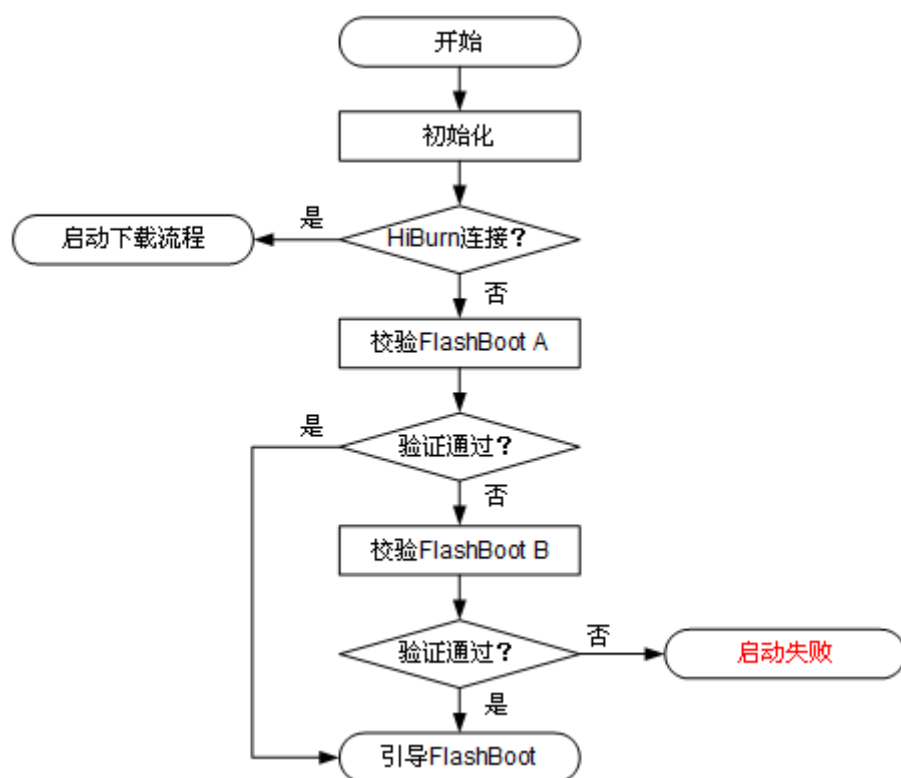 开始
初始化
HiBurn连接？
是
启动下载流程
否
校验FlashBoot A
验证通过？
是
否
校验FlashBoot B
验证通过？
否
启动失败
是
引导FlashBoot